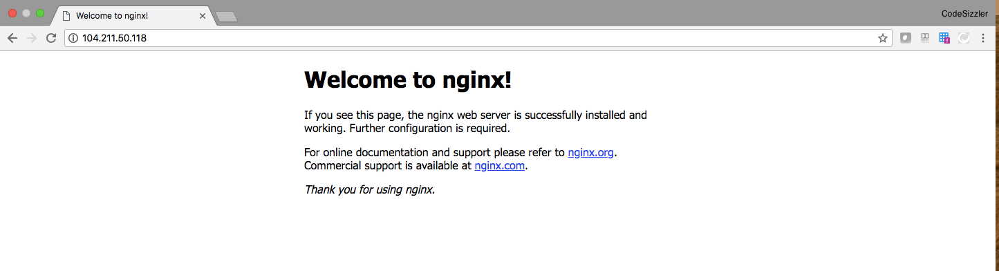 Welcome to nginx!
CodeSizzler
104.211.50.118
Welcome to nginx!
If you see this page, the nginx web server is successfully installed and
working. Further configuration is required.
For online documentation and support please refer to nginx.org.
Commercial support is available at nginx.com.
Thank you for using nginx.